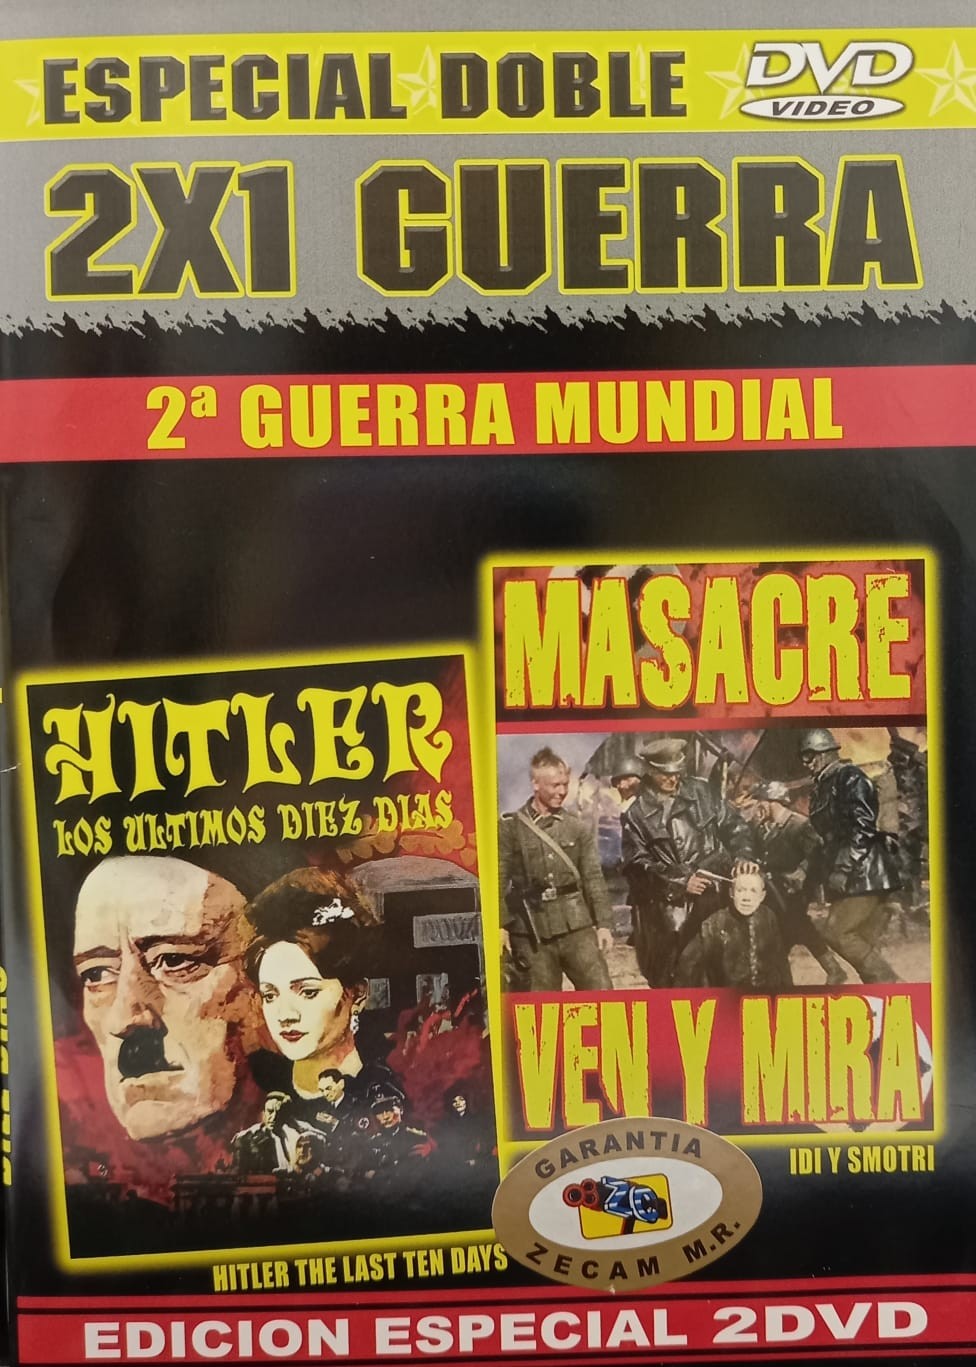 ESPECIAL DOBLE
DVD
VIDEO
2X1 GUERRA
2ª GUERRA MUNDIAL
HITLER
LOS ULTIMOS DIEZ DIAS
HITLER THE LAST TEN DAYS
MASACRE
VEN Y MIRA
IDI Y SMOTRI
GARANTIA
ZC
ZECAM M.R.
EDICION ESPECIAL 2DVD